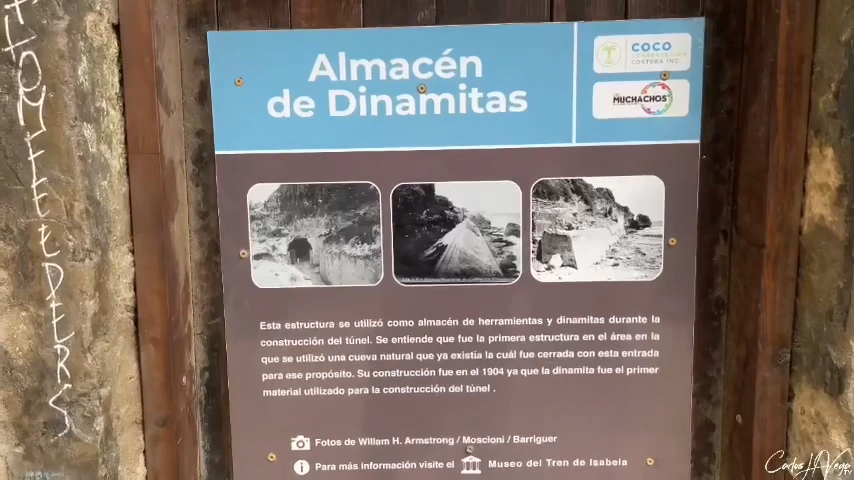 Almacén
de Dinamitas
COCO
COSTERA INC.
MUCHACHOS
Esta estructura se utilizó como almacén de herramientas y dinamitas durante la
construcción del túnel. Se entiende que fue la primera estructura en el área en la
que se utilizó una cueva natural que ya existía la cuál fue cerrada con esta entrada
para ese propósito. Su construcción fue en el 1904 ya que la dinamita fue el primer
material utilizado para la construcción del túnel .
Fotos de Willam H. Armstrong / Moscioni / Barriguer
Para más información visite el Museo del Tren de Isabela
Carlos J. Vega
TV